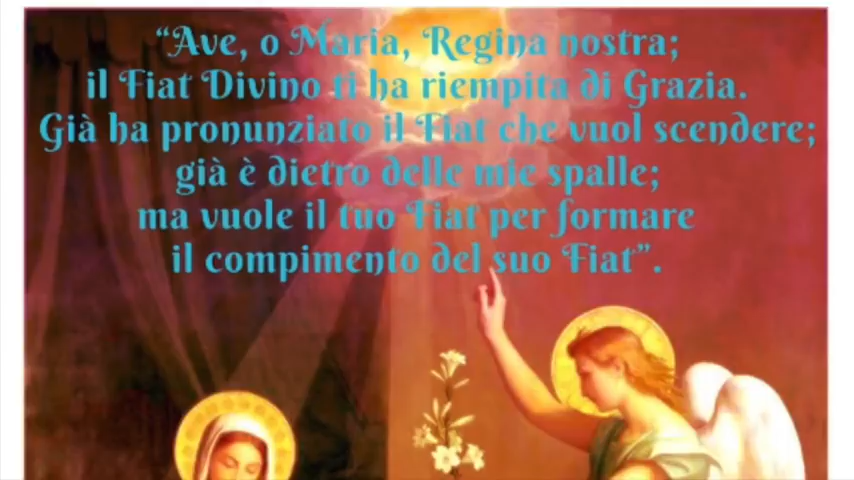 “Ave, o Maria, Regina nostra;
il Fiat Divino ti ha riempita di Grazia.
Già ha pronunziato il Fiat che vuol scendere;
già è dietro delle mie spalle;
ma vuole il tuo Fiat per formare
il compimento del suo Fiat”.